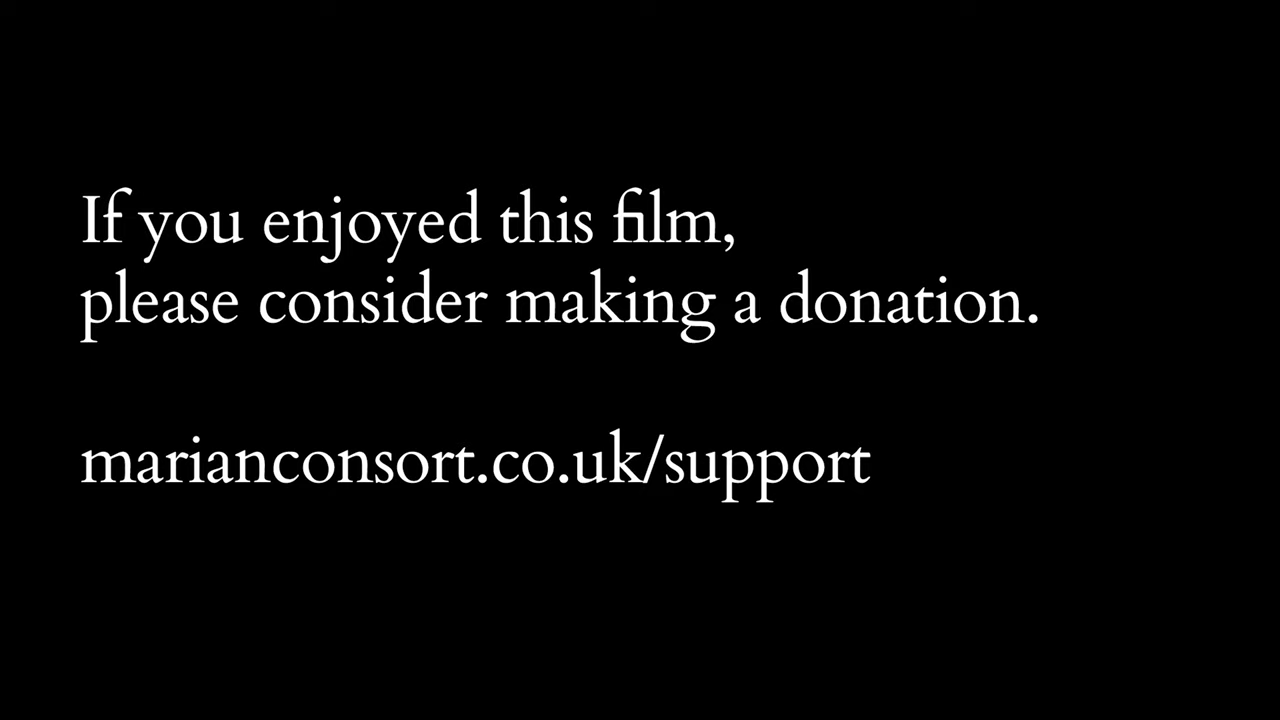 If you enjoyed this film,
please consider making a donation.
marianconsort.co.uk/support